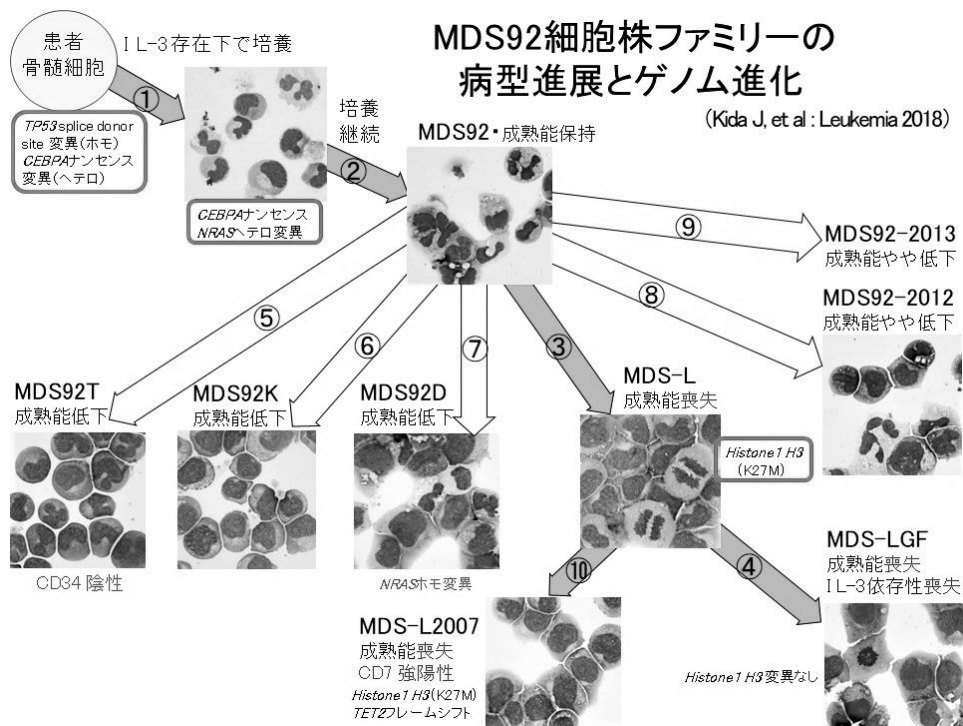 MDS92細胞株ファミリーの
病型進展とゲノム進化
(Kida J, et al : Leukemia 2018)
患者
骨髄細胞
IL-3存在下で培養
①
TP53 splice donor
site 変異(ホモ)
CEBPAナンセンス
変異(ヘテロ)
培養
継続
②
CEBPAナンセンス
NRASヘテロ変異
MDS92・成熟能保持
⑨
MDS92-2013
成熟能やや低下
⑧
MDS92-2012
成熟能やや低下
⑤
⑥
⑦
③
MDS92T
成熟能低下
CD34 陰性
MDS92K
成熟能低下
MDS92D
成熟能低下
NRASホモ変異
MDS-L
成熟能喪失
Histone1 H3
(K27M)
⑩
④
MDS-L2007
成熟能喪失
CD7 強陽性
Histone1 H3(K27M)
TET2フレームシフト
MDS-LGF
成熟能喪失
IL-3依存性喪失
Histone1 H3変異なし